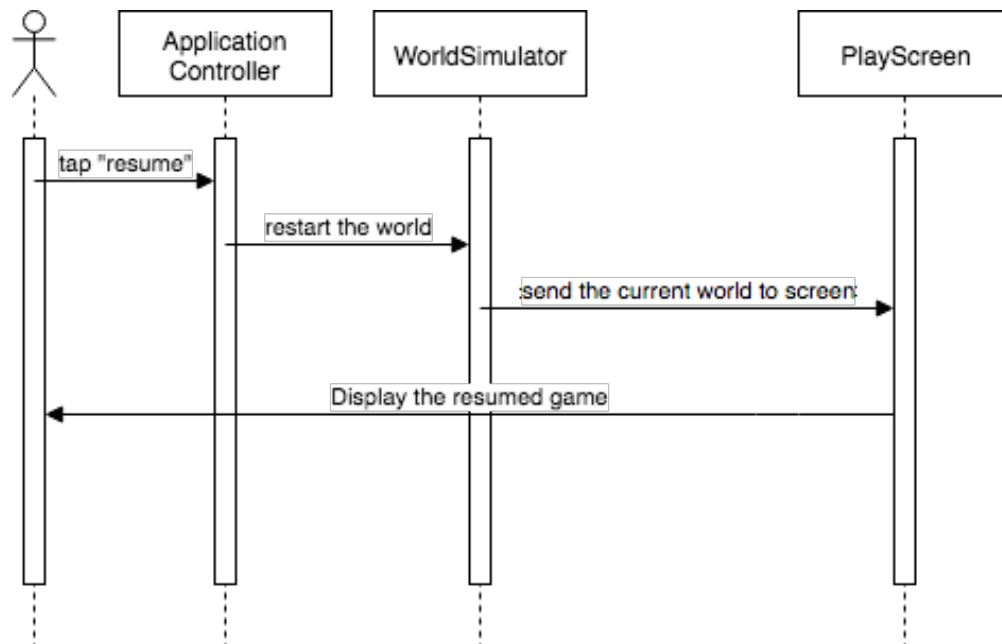 Application
Controller
WorldSimulator
PlayScreen
tap "resume"
restart the world
send the current world to screen
Display the resumed game